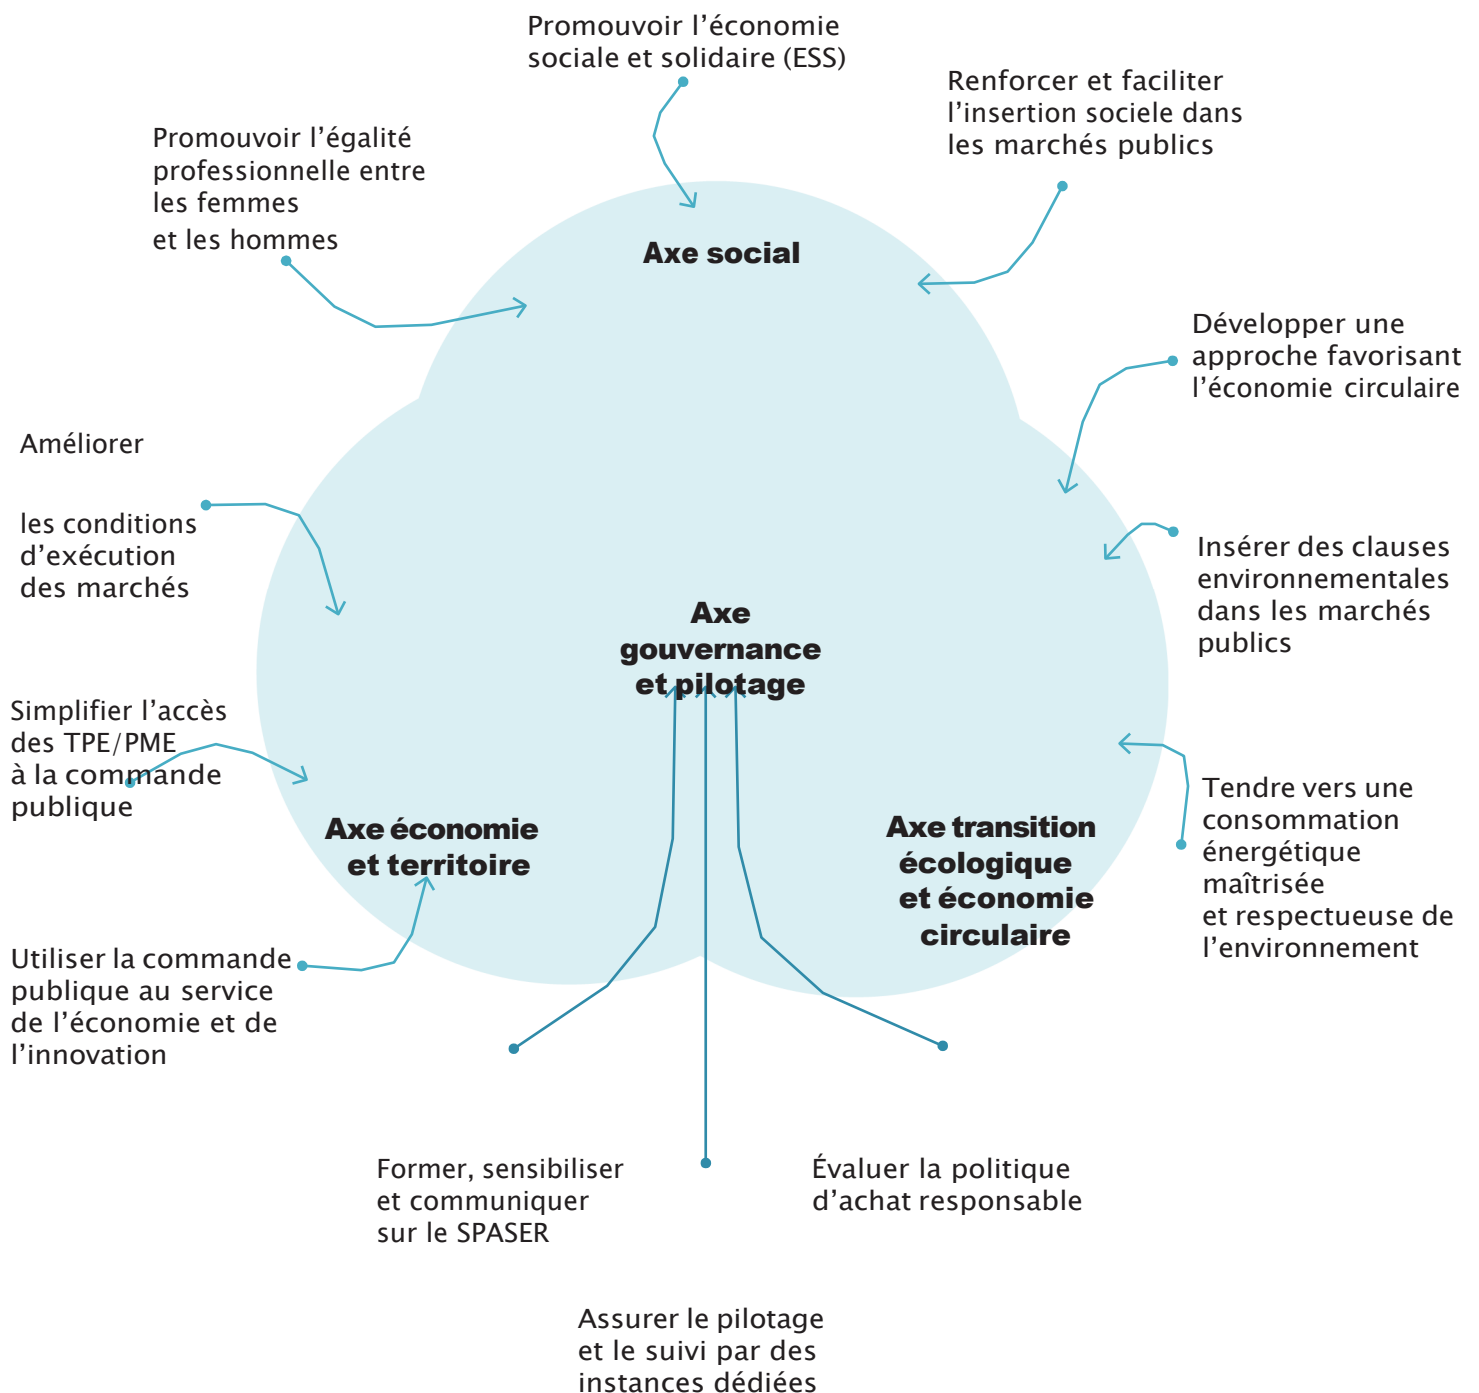 Promouvoir l’économie
sociale et solidaire (ESS)
Renforcer et faciliter
l’insertion sociele dans
les marchés publics
Promouvoir l’égalité
professionnelle entre
les femmes
et les hommes
Axe social
Développer une
approche favorisant
l’économie circulaire
Améliorer
les conditions
d’exécution
des marchés
Insérer des clauses
environnementales
dans les marchés
publics
Axe
gouvernance
et pilotage
Simplifier l’accès
des TPE/PME
à la commande
publique
Axe économie
et territoire
Axe transition
écologique
et économie
circulaire
Tendre vers une
consommation
énergétique
maîtrisée
et respectueuse de
l’environnement
Utiliser la commande
publique au service
de l’économie et de
l’innovation
Former, sensibiliser
et communiquer
sur le SPASER
Évaluer la politique
d’achat responsable
Assurer le pilotage
et le suivi par des
instances dédiées